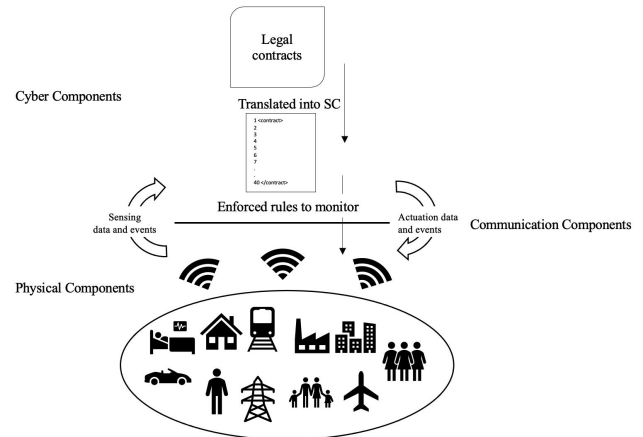 Legal
contracts
Cyber Components
Translated into SC
1 <contract>
2
3
4
5
6
7
.
.
40 </contract>
Enforced rules to monitor
Sensing
data and events
Actuation data
and events
Communication Components
Physical Components